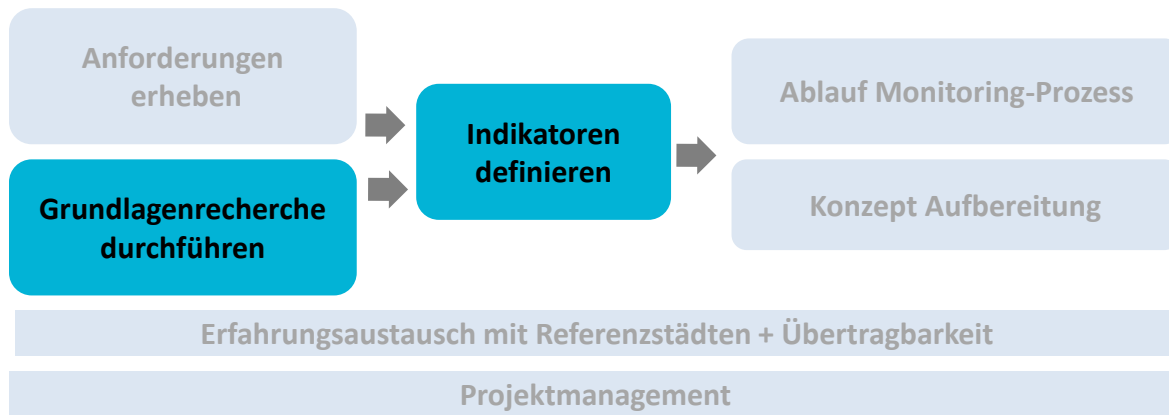 Anforderungen
erheben
Grundlagenrecherche
durchführen
Indikatoren
definieren
Ablauf Monitoring-Prozess
Konzept Aufbereitung
Erfahrungsaustausch mit Referenzstädten + Übertragbarkeit
Projektmanagement